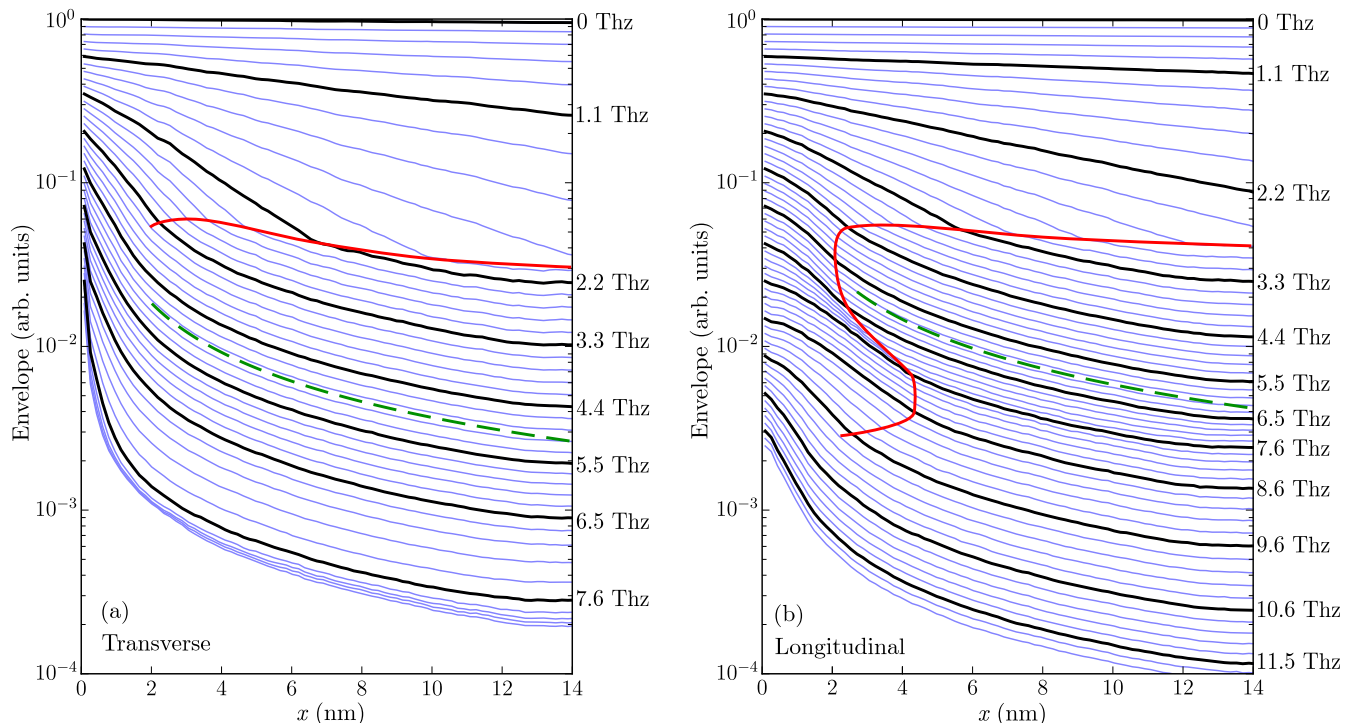 Envelope (arb. units)
10⁰
10⁻¹
10⁻²
10⁻³
10⁻⁴
0 Thz
1.1 Thz
2.2 Thz
3.3 Thz
4.4 Thz
5.5 Thz
6.5 Thz
7.6 Thz
(a)
Transverse
0 2 4 6 8 10 12 14
x (nm)
Envelope (arb. units)
10⁰
10⁻¹
10⁻²
10⁻³
10⁻⁴
0 Thz
1.1 Thz
2.2 Thz
3.3 Thz
4.4 Thz
5.5 Thz
6.5 Thz
7.6 Thz
8.6 Thz
9.6 Thz
10.6 Thz
11.5 Thz
(b)
Longitudinal
0 2 4 6 8 10 12 14
x (nm)